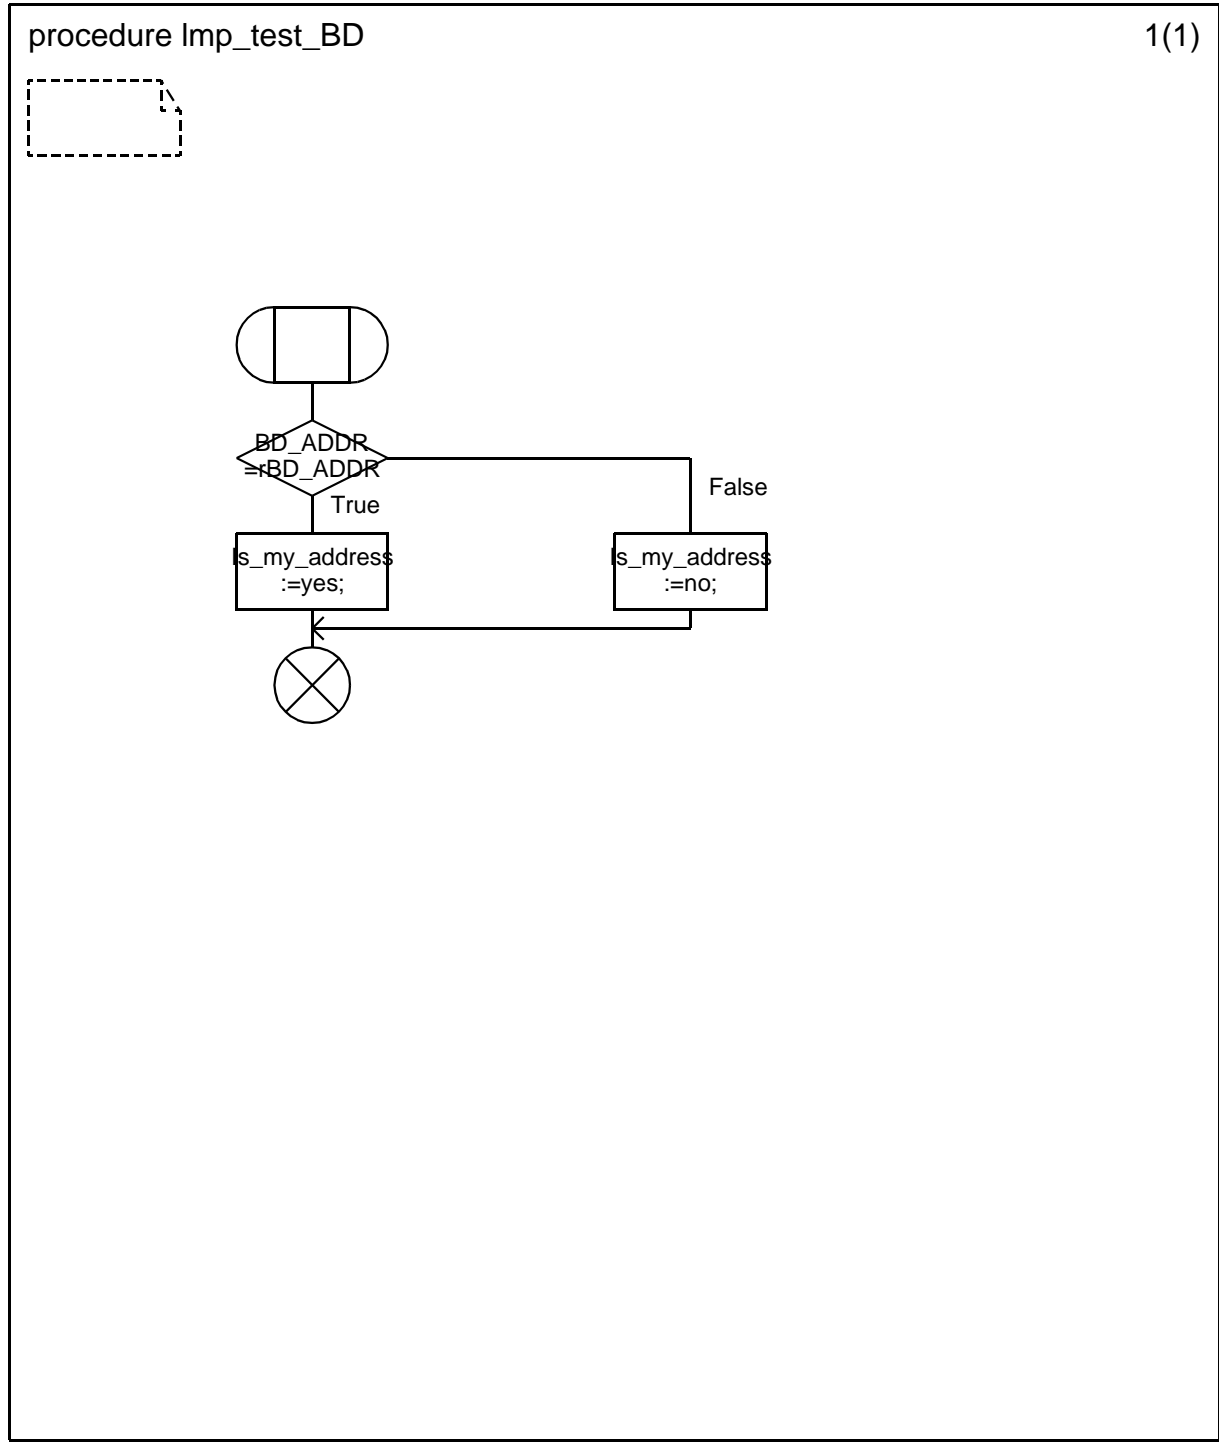 procedure lmp_test_BD
1(1)
BD_ADDR
=rBD_ADDR
False
True
Is_my_address
:=yes;
Is_my_address
:=no;